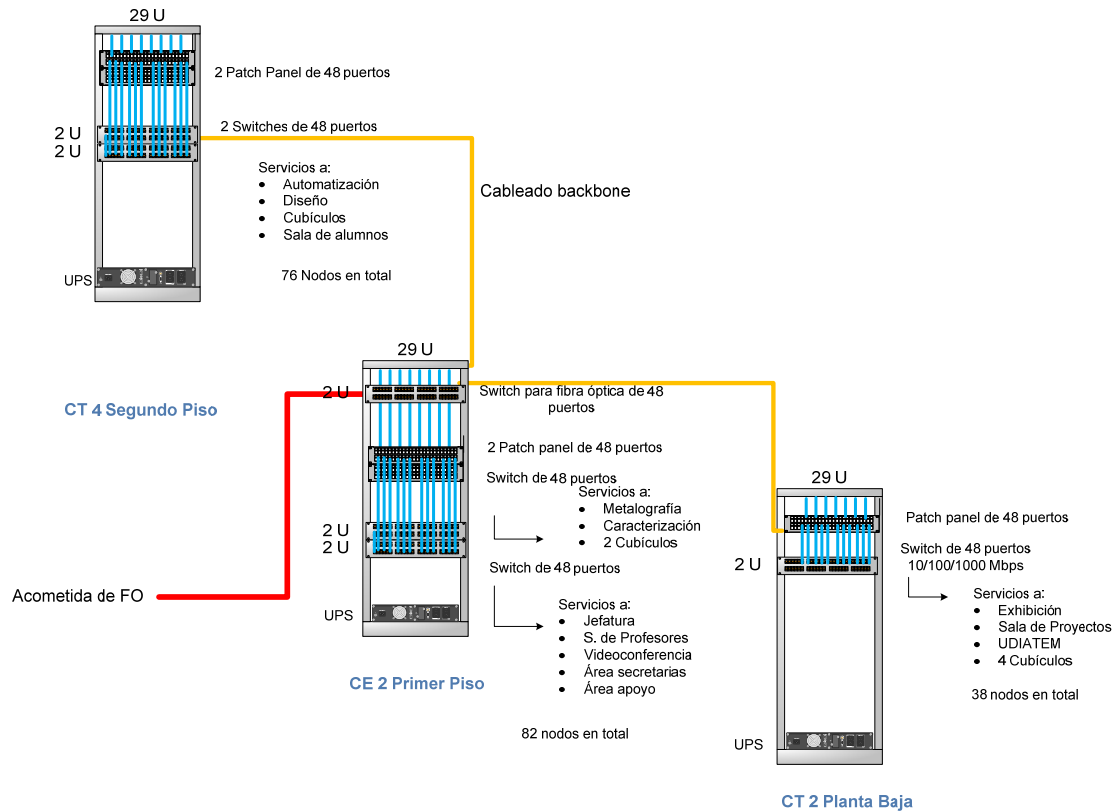 29 U
2 Patch Panel de 48 puertos
2 U
2 U
2 Switches de 48 puertos
Servicios a:
• Automatización
• Diseño
• Cubículos
• Sala de alumnos
76 Nodos en total
UPS
Cableado backbone
CT 4 Segundo Piso
29 U
2 U
Switch para fibra óptica de 48
puertos
2 Patch panel de 48 puertos
Switch de 48 puertos
Servicios a:
• Metalografía
• Caracterización
• 2 Cubículos
2 U
2 U
Switch de 48 puertos
Servicios a:
• Jefatura
• S. de Profesores
• Videoconferencia
• Área secretarias
• Área apoyo
82 nodos en total
UPS
Acometida de FO
CE 2 Primer Piso
29 U
Patch panel de 48 puertos
2 U
Switch de 48 puertos
10/100/1000 Mbps
Servicios a:
• Exhibición
• Sala de Proyectos
• UDIATEM
• 4 Cubículos
38 nodos en total
UPS
CT 2 Planta Baja